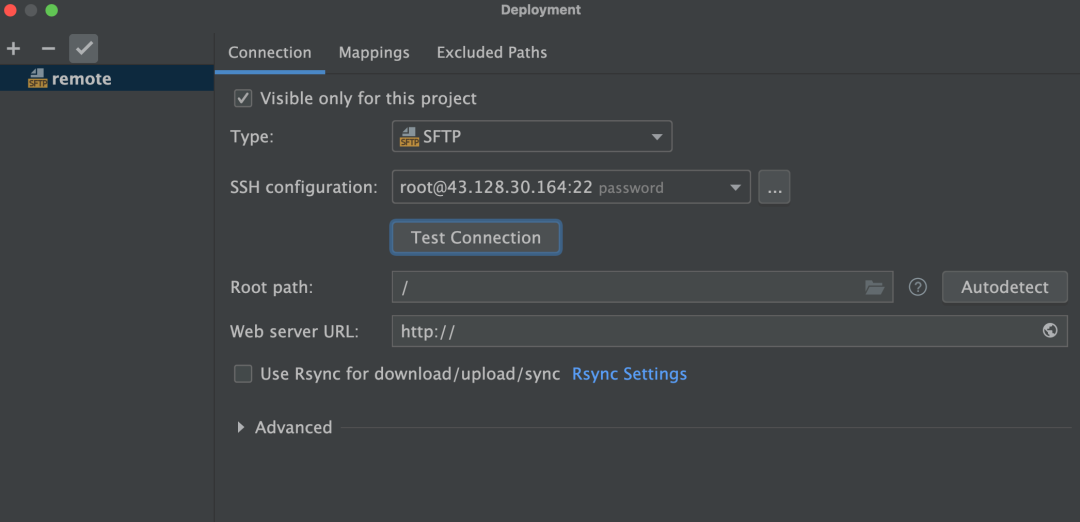 Deployment
SFTP remote
Connection Mappings Excluded Paths
Visible only for this project
Type: SFTP SFTP
SSH configuration: root@43.128.30.164:22 password ...
Test Connection
Root path: / ? Autodetect
Web server URL: http://
Use Rsync for download/upload/sync Rsync Settings
Advanced